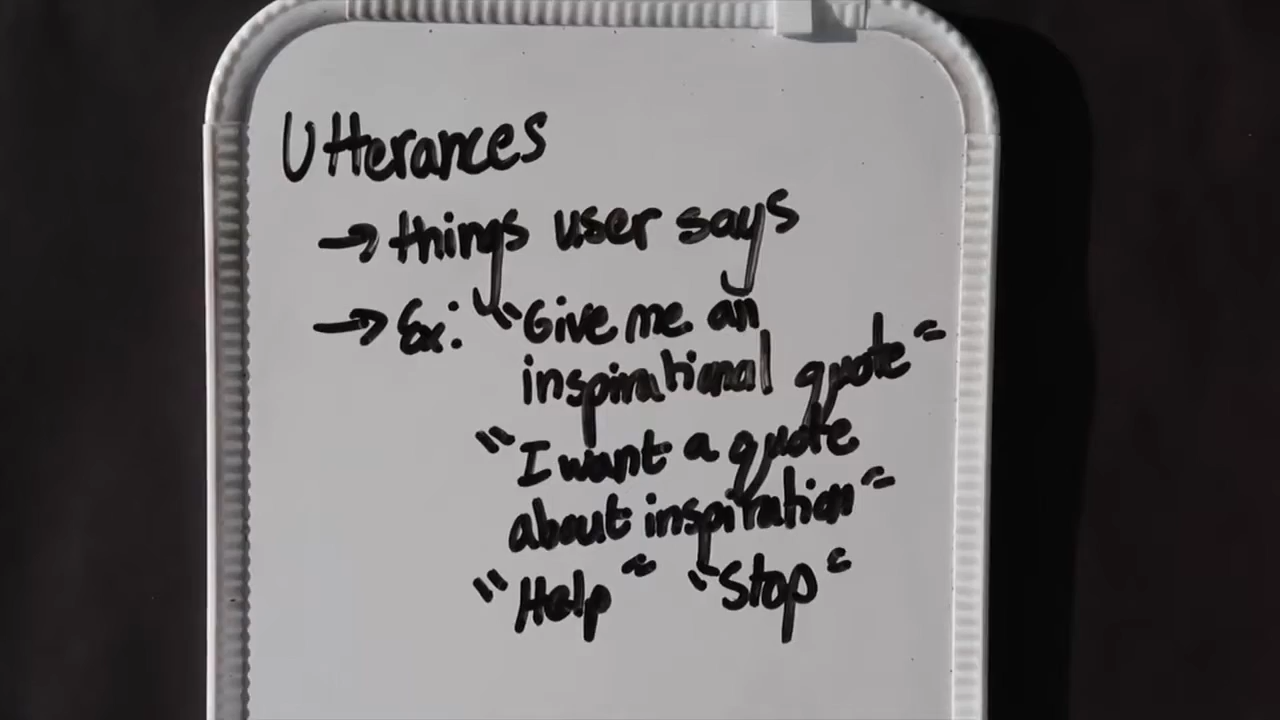 Utterances
→ things user says
→ Ex: "Give me an
inspirational quote"
"I want a quote
about inspiration"
"Help" "Stop"